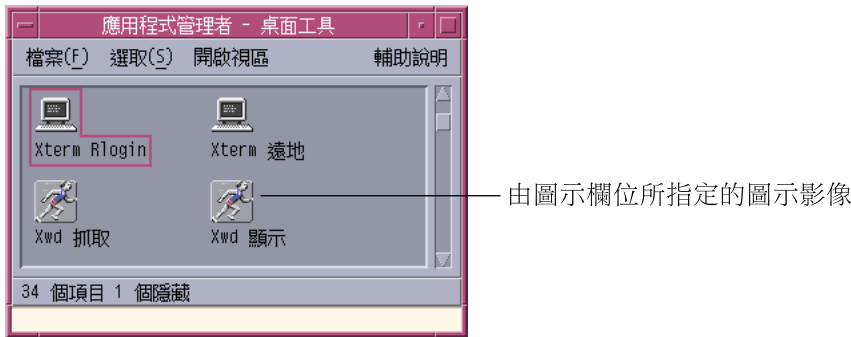 應用程式管理者 - 桌面工具
檔案(F) 選取(S) 開啟視區 輔助說明
Xterm Rlogin Xterm 遠地
由圖示欄位所指定的圖示影像
Xwd 抓取 Xwd 顯示
34 個項目 1 個隱藏